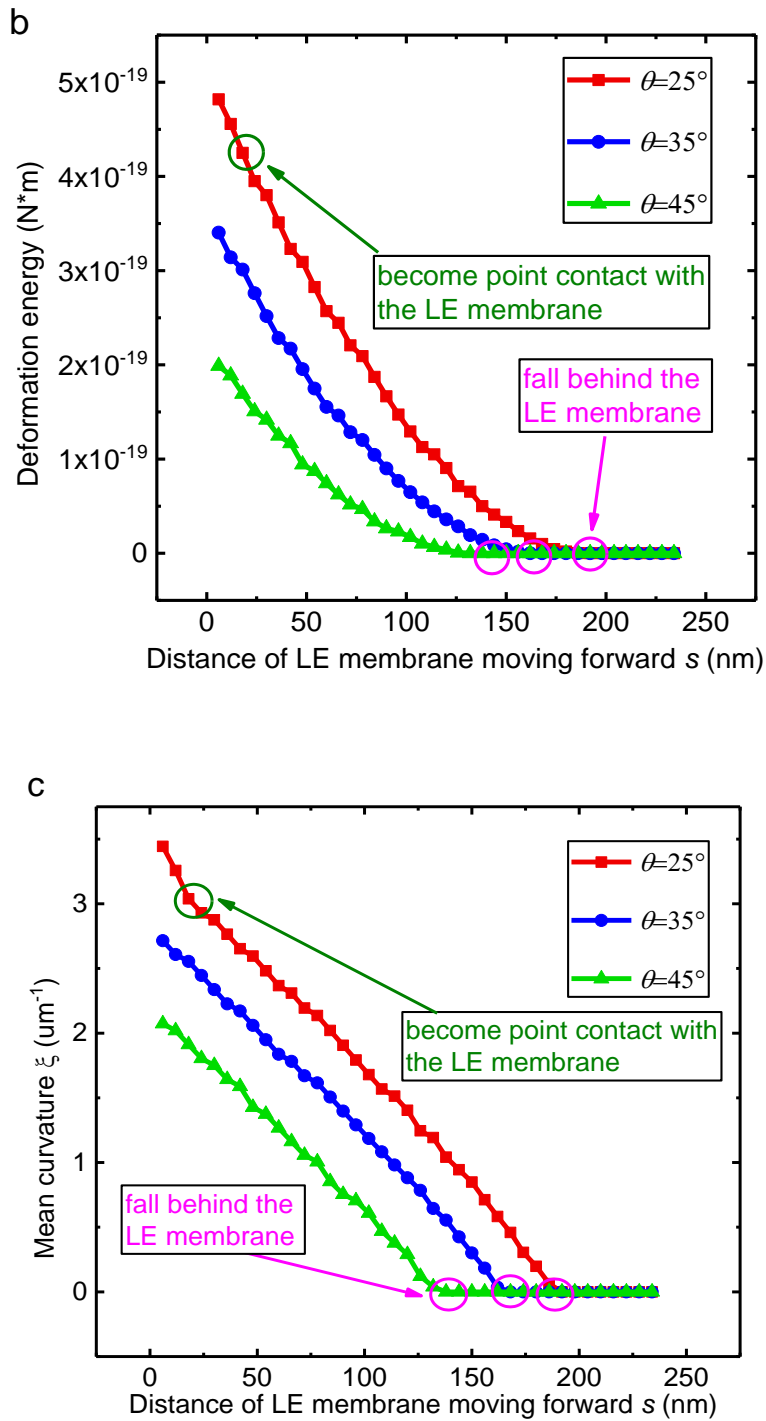 b
5x10-19
4x10-19
3x10-19
2x10-19
1x10-19
0
Deformation energy (N*m)
θ=25°
θ=35°
θ=45°
become point contact with
the LE membrane
fall behind the
LE membrane
0 50 100 150 200 250
Distance of LE membrane moving forward s (nm)
c
3
2
1
0
Mean curvature ξ (um-1)
θ=25°
θ=35°
θ=45°
become point contact with
the LE membrane
fall behind the
LE membrane
0 50 100 150 200 250
Distance of LE membrane moving forward s (nm)